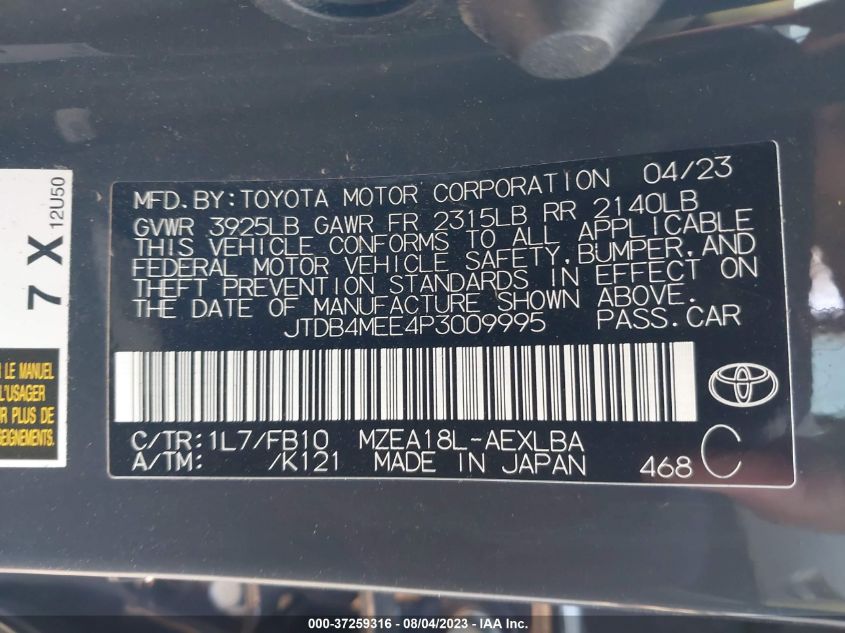 MFD. BY: TOYOTA MOTOR CORPORATION 04/23
GVWR 3925LB GAWR FR 2315LB RR 2140LB
THIS VEHICLE CONFORMS TO ALL APPLICABLE
FEDERAL MOTOR VEHICLE SAFETY, BUMPER, AND
THEFT PREVENTION STANDARDS IN EFFECT ON
THE DATE OF MANUFACTURE SHOWN ABOVE.
JTDB4MEE4P3009995 PASS. CAR
C/TR: 1L7/FB10 MZEA18L-AEXLBA
A/TM: /K121 MADE IN JAPAN 468 C
7 X
12U50
LE MANUEL
L'USAGER
PLUS DE
000-37259316 - 08/04/2023 - IAA Inc.